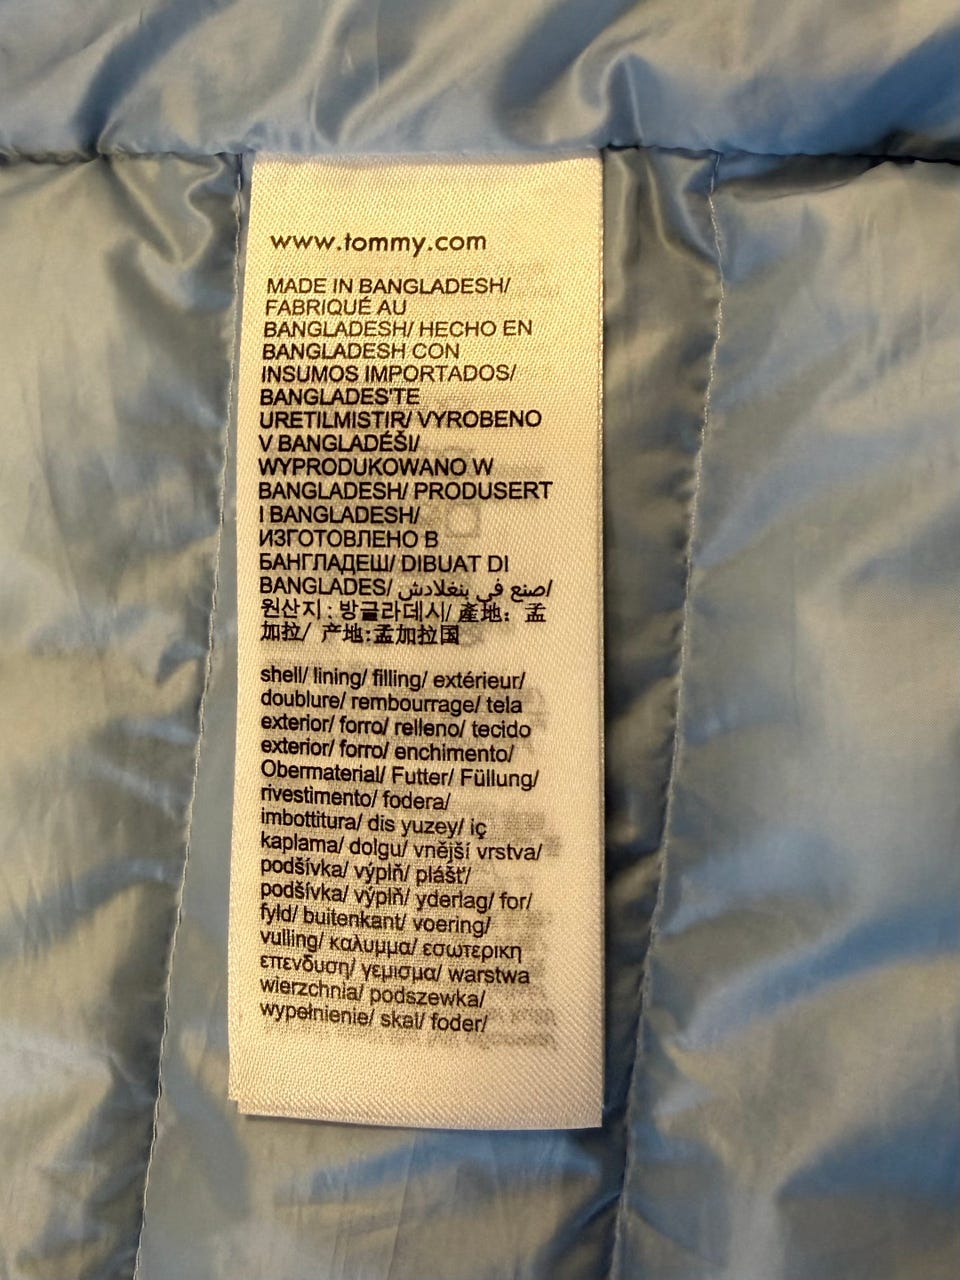 www.tommy.com
MADE IN BANGLADESH/
FABRIQUÉ AU
BANGLADESH/ HECHO EN
BANGLADESH CON
INSUMOS IMPORTADOS/
BANGLADES'TE
URETILMISTIR/ VYROBENO
V BANGLADÉŠI/
WYPRODUKOWANO W
BANGLADESH/ PRODUSERT
I BANGLADESH/
ИЗГОТОВЛЕНО В
БАНГЛАДЕШ/ DIBUAT DI
BANGLADES/ اصنع في بنغلادش/
원산지 : 방글라데시/ 產地: 孟
加拉/ 产地:孟加拉国
shell/ lining/ filling/ extérieur/
doublure/ rembourrage/ tela
exterior/ forro/ relleno/ tecido
exterior/ forro/ enchimento/
Obermaterial/ Futter/ Füllung/
rivestimento/ fodera/
imbottitura/ dis yuzey/ iç
kaplama/ dolgu/ vnější vrstva/
podšívka/ výplň/ plášť/
podšívka/ výplň/ yderlag/ for/
fyld/ buitenkant/ voering/
vulling/ καλυμμα/ εσωτερικη
επενδυση/ γεμισμα/ warstwa
wierzchnia/ podszewka/
wypełnienie/ skal/ foder/